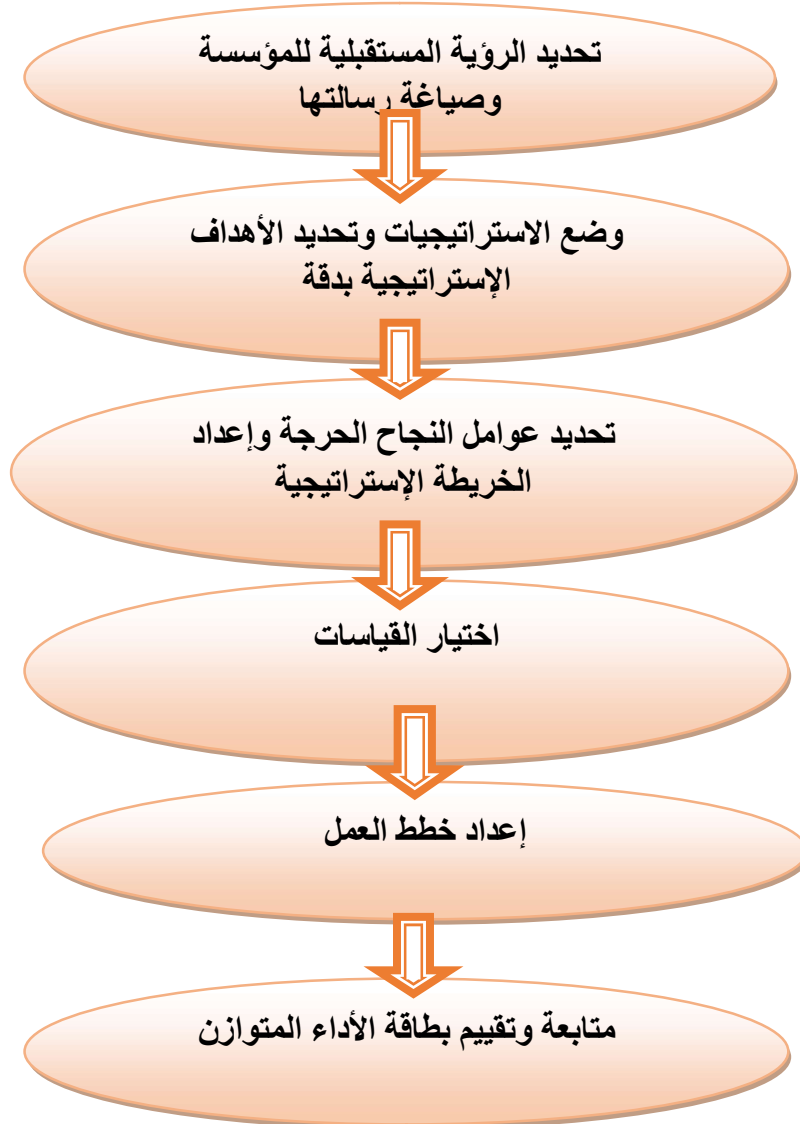 تحديد الرؤية المستقبلية للمؤسسة
وصياغة رسالتها
وضع الاستراتيجيات وتحديد الأهداف
الإستراتيجية بدقة
تحديد عوامل النجاح الحرجة وإعداد
الخريطة الإستراتيجية
اختيار القياسات
إعداد خطط العمل
متابعة وتقييم بطاقة الأداء المتوازن